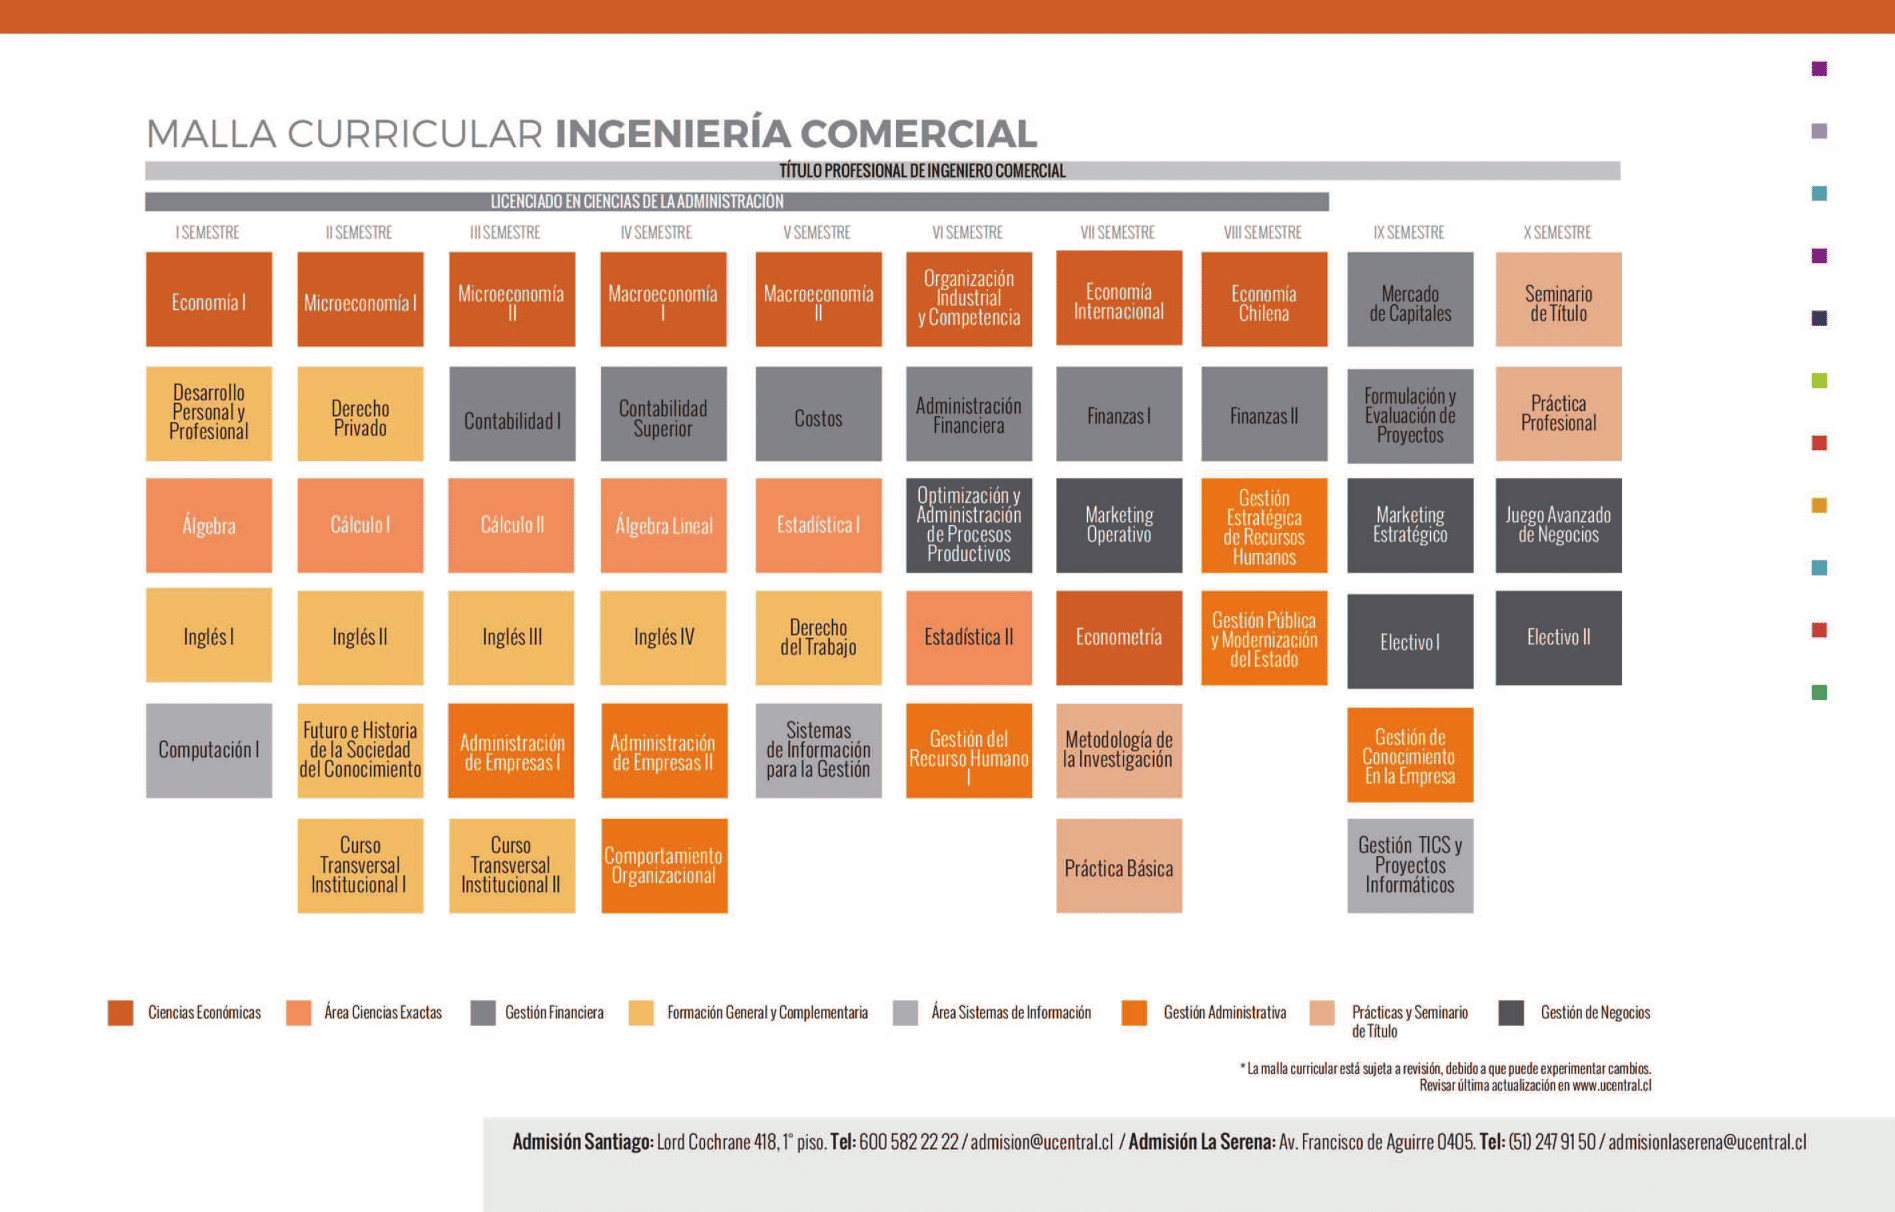 MALLA CURRICULAR INGENIERÍA COMERCIAL
TÍTULO PROFESIONAL DE INGENIERO COMERCIAL
LICENCIADO EN CIENCIAS DE LA ADMINISTRACIÓN
I SEMESTRE
II SEMESTRE
III SEMESTRE
IV SEMESTRE
V SEMESTRE
VI SEMESTRE
VII SEMESTRE
VIII SEMESTRE
IX SEMESTRE
X SEMESTRE
Economía I
Microeconomía I
Microeconomía
II
Macroeconomía
I
Macroeconomía
II
Organización
Industrial
y Competencia
Economía
Internacional
Economía
Chilena
Mercado
de Capitales
Seminario
de Título
Desarrollo
Personal y
Profesional
Derecho
Privado
Contabilidad I
Contabilidad
Superior
Costos
Administración
Financiera
Finanzas I
Finanzas II
Formulación y
Evaluación de
Proyectos
Práctica
Profesional
Álgebra
Cálculo I
Cálculo II
Álgebra Lineal
Estadística I
Optimización y
Administración
de Procesos
Productivos
Marketing
Operativo
Gestión
Estratégica
de Recursos
Humanos
Marketing
Estratégico
Juego Avanzado
de Negocios
Inglés I
Inglés II
Inglés III
Inglés IV
Derecho
del Trabajo
Estadística II
Econometría
Gestión Pública
y Modernización
del Estado
Electivo I
Electivo II
Computación I
Futuro e Historia
de la Sociedad
del Conocimiento
Administración
de Empresas I
Administración
de Empresas II
Sistemas
de Información
para la Gestión
Gestión del
Recurso Humano
I
Metodología de
la Investigación
Gestión de
Conocimiento
En la Empresa
Curso
Transversal
Institucional I
Curso
Transversal
Institucional II
Comportamiento
Organizacional
Práctica Básica
Gestión TICS y
Proyectos
Informáticos
Ciencias Económicas
Área Ciencias Exactas
Gestión Financiera
Formación General y Complementaria
Área Sistemas de Información
Gestión Administrativa
Prácticas y Seminario
de Título
Gestión de Negocios
* La malla curricular está sujeta a revisión, debido a que puede experimentar cambios.
Revisar última actualización en www.ucentral.cl
Admisión Santiago: Lord Cochrane 418, 1° piso. Tel: 600 582 22 22 / admision@ucentral.cl / Admisión La Serena: Av. Francisco de Aguirre 0405. Tel: (51) 247 91 50 / admisionlaserena@ucentral.cl